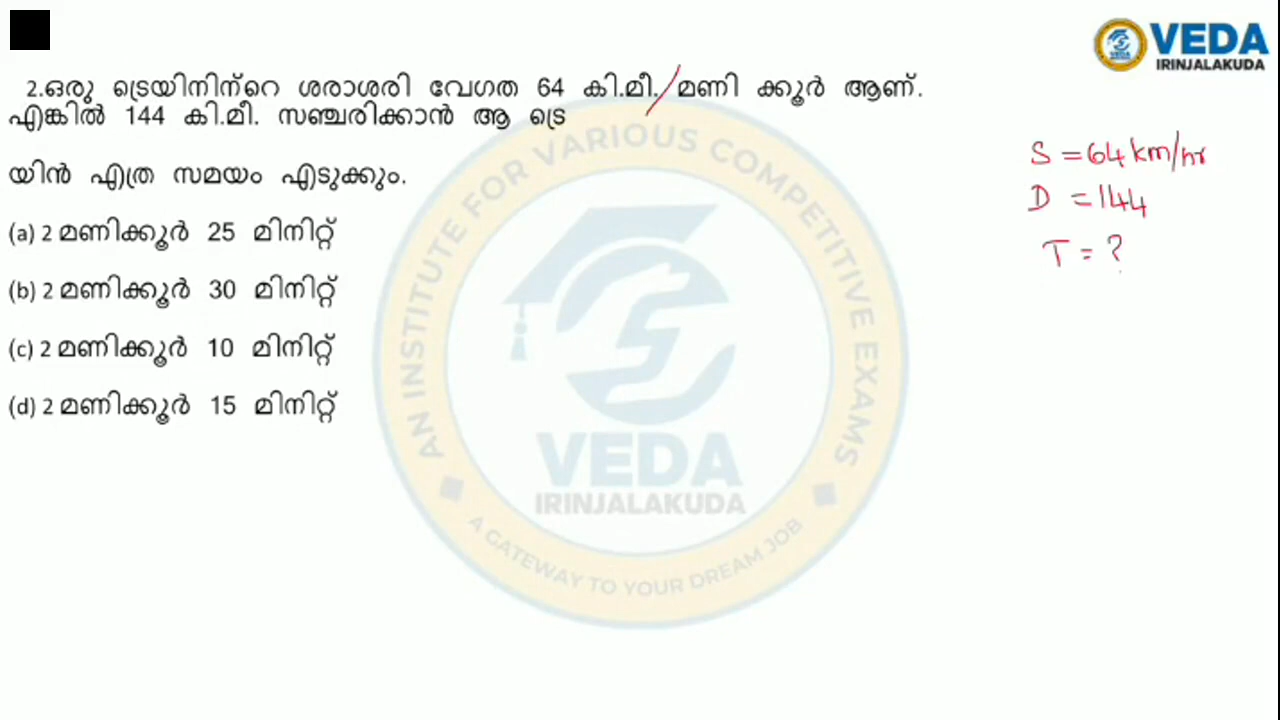 VEDA
IRINJALAKUDA
2.ഒരു ട്രെയിനിന്റെ ശരാശരി വേഗത 64 കി.മീ./മണി ക്കൂർ ആണ്.
എങ്കിൽ 144 കി.മീ. സഞ്ചരിക്കാൻ ആ ട്രെ
യിൻ എത്ര സമയം എടുക്കും.
(a) 2 മണിക്കൂർ 25 മിനിറ്റ്
(b) 2 മണിക്കൂർ 30 മിനിറ്റ്
(c) 2 മണിക്കൂർ 10 മിനിറ്റ്
(d) 2 മണിക്കൂർ 15 മിനിറ്റ്
S = 64 km/hr
D = 144
T = ?
AN INSTITUTE FOR VARIOUS COMPETITIVE EXAMS
VEDA
IRINJALAKUDA
A GATEWAY TO YOUR DREAM JOB